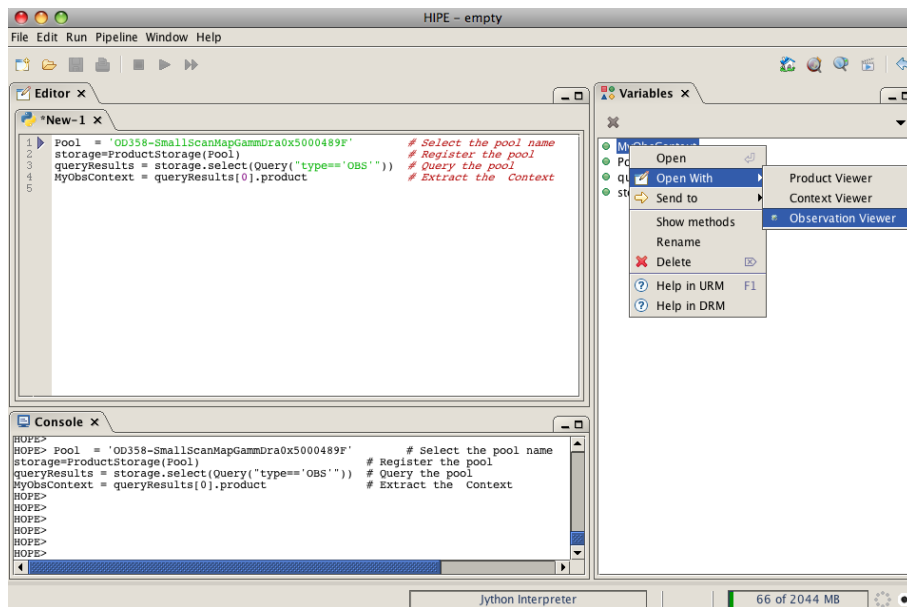 HIPE – empty
File Edit Run Pipeline Window Help
Editor
*New-1
1 Pool = 'OD358-SmallScanMapGammDra0x5000489F' # Select the pool name
2 storage=ProductStorage(Pool) # Register the pool
3 queryResults = storage.select(Query("type=='OBS'")) # Query the pool
4 MyObsContext = queryResults[0].product # Extract the Context
5
Variables
MyObsContext
Po
qu
st
Open
Open With
Send to
Show methods
Rename
Delete
Help in URM F1
Help in DRM
Product Viewer
Context Viewer
Observation Viewer
Console
HOPE>
HOPE> Pool = 'OD358-SmallScanMapGammDra0x5000489F' # Select the pool name
storage=ProductStorage(Pool) # Register the pool
queryResults = storage.select(Query("type=='OBS'")) # Query the pool
MyObsContext = queryResults[0].product # Extract the Context
HOPE>
HOPE>
HOPE>
HOPE>
HOPE>
HOPE>
Jython Interpreter
66 of 2044 MB